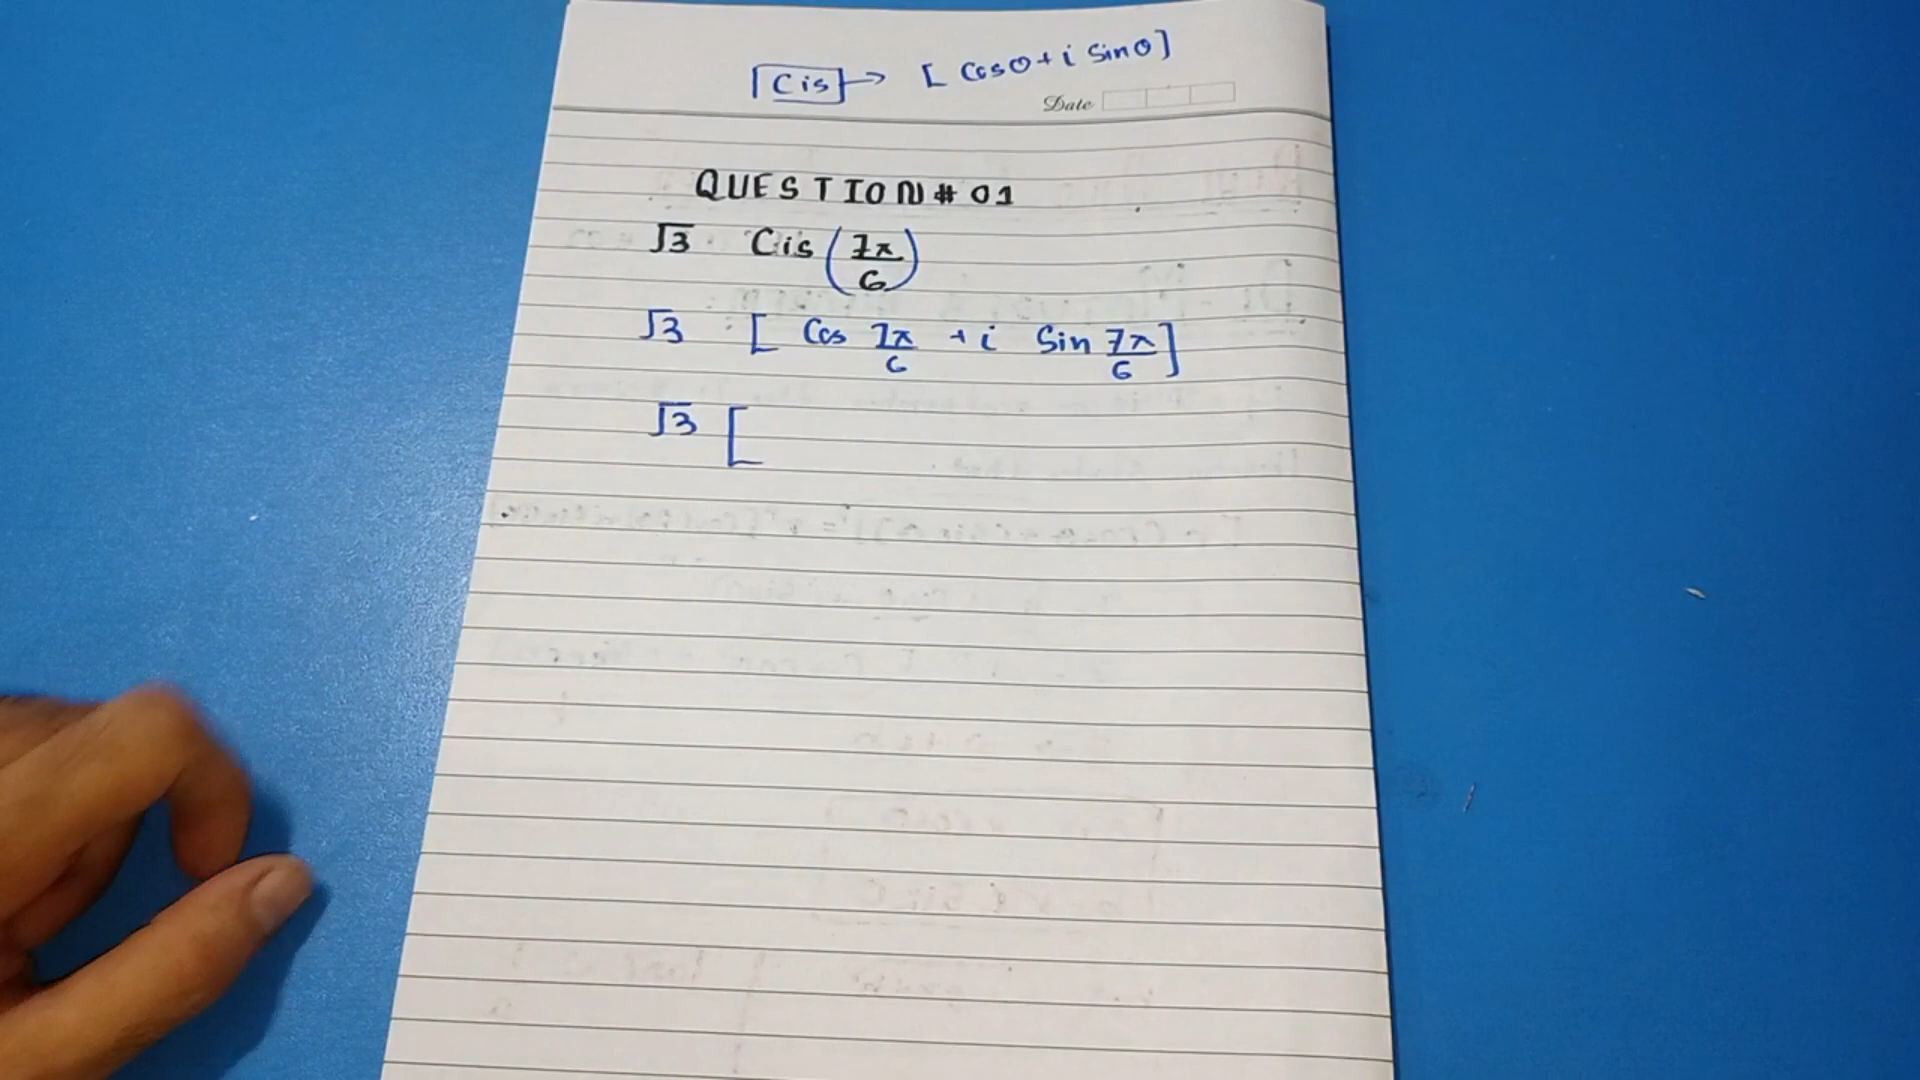 Cis → [ Cosθ + i Sinθ ]
Date
QUESTION # 01
√3 Cis (7π/6)
√3 [ Cos 7π/6 + i Sin 7π/6 ]
√3 [